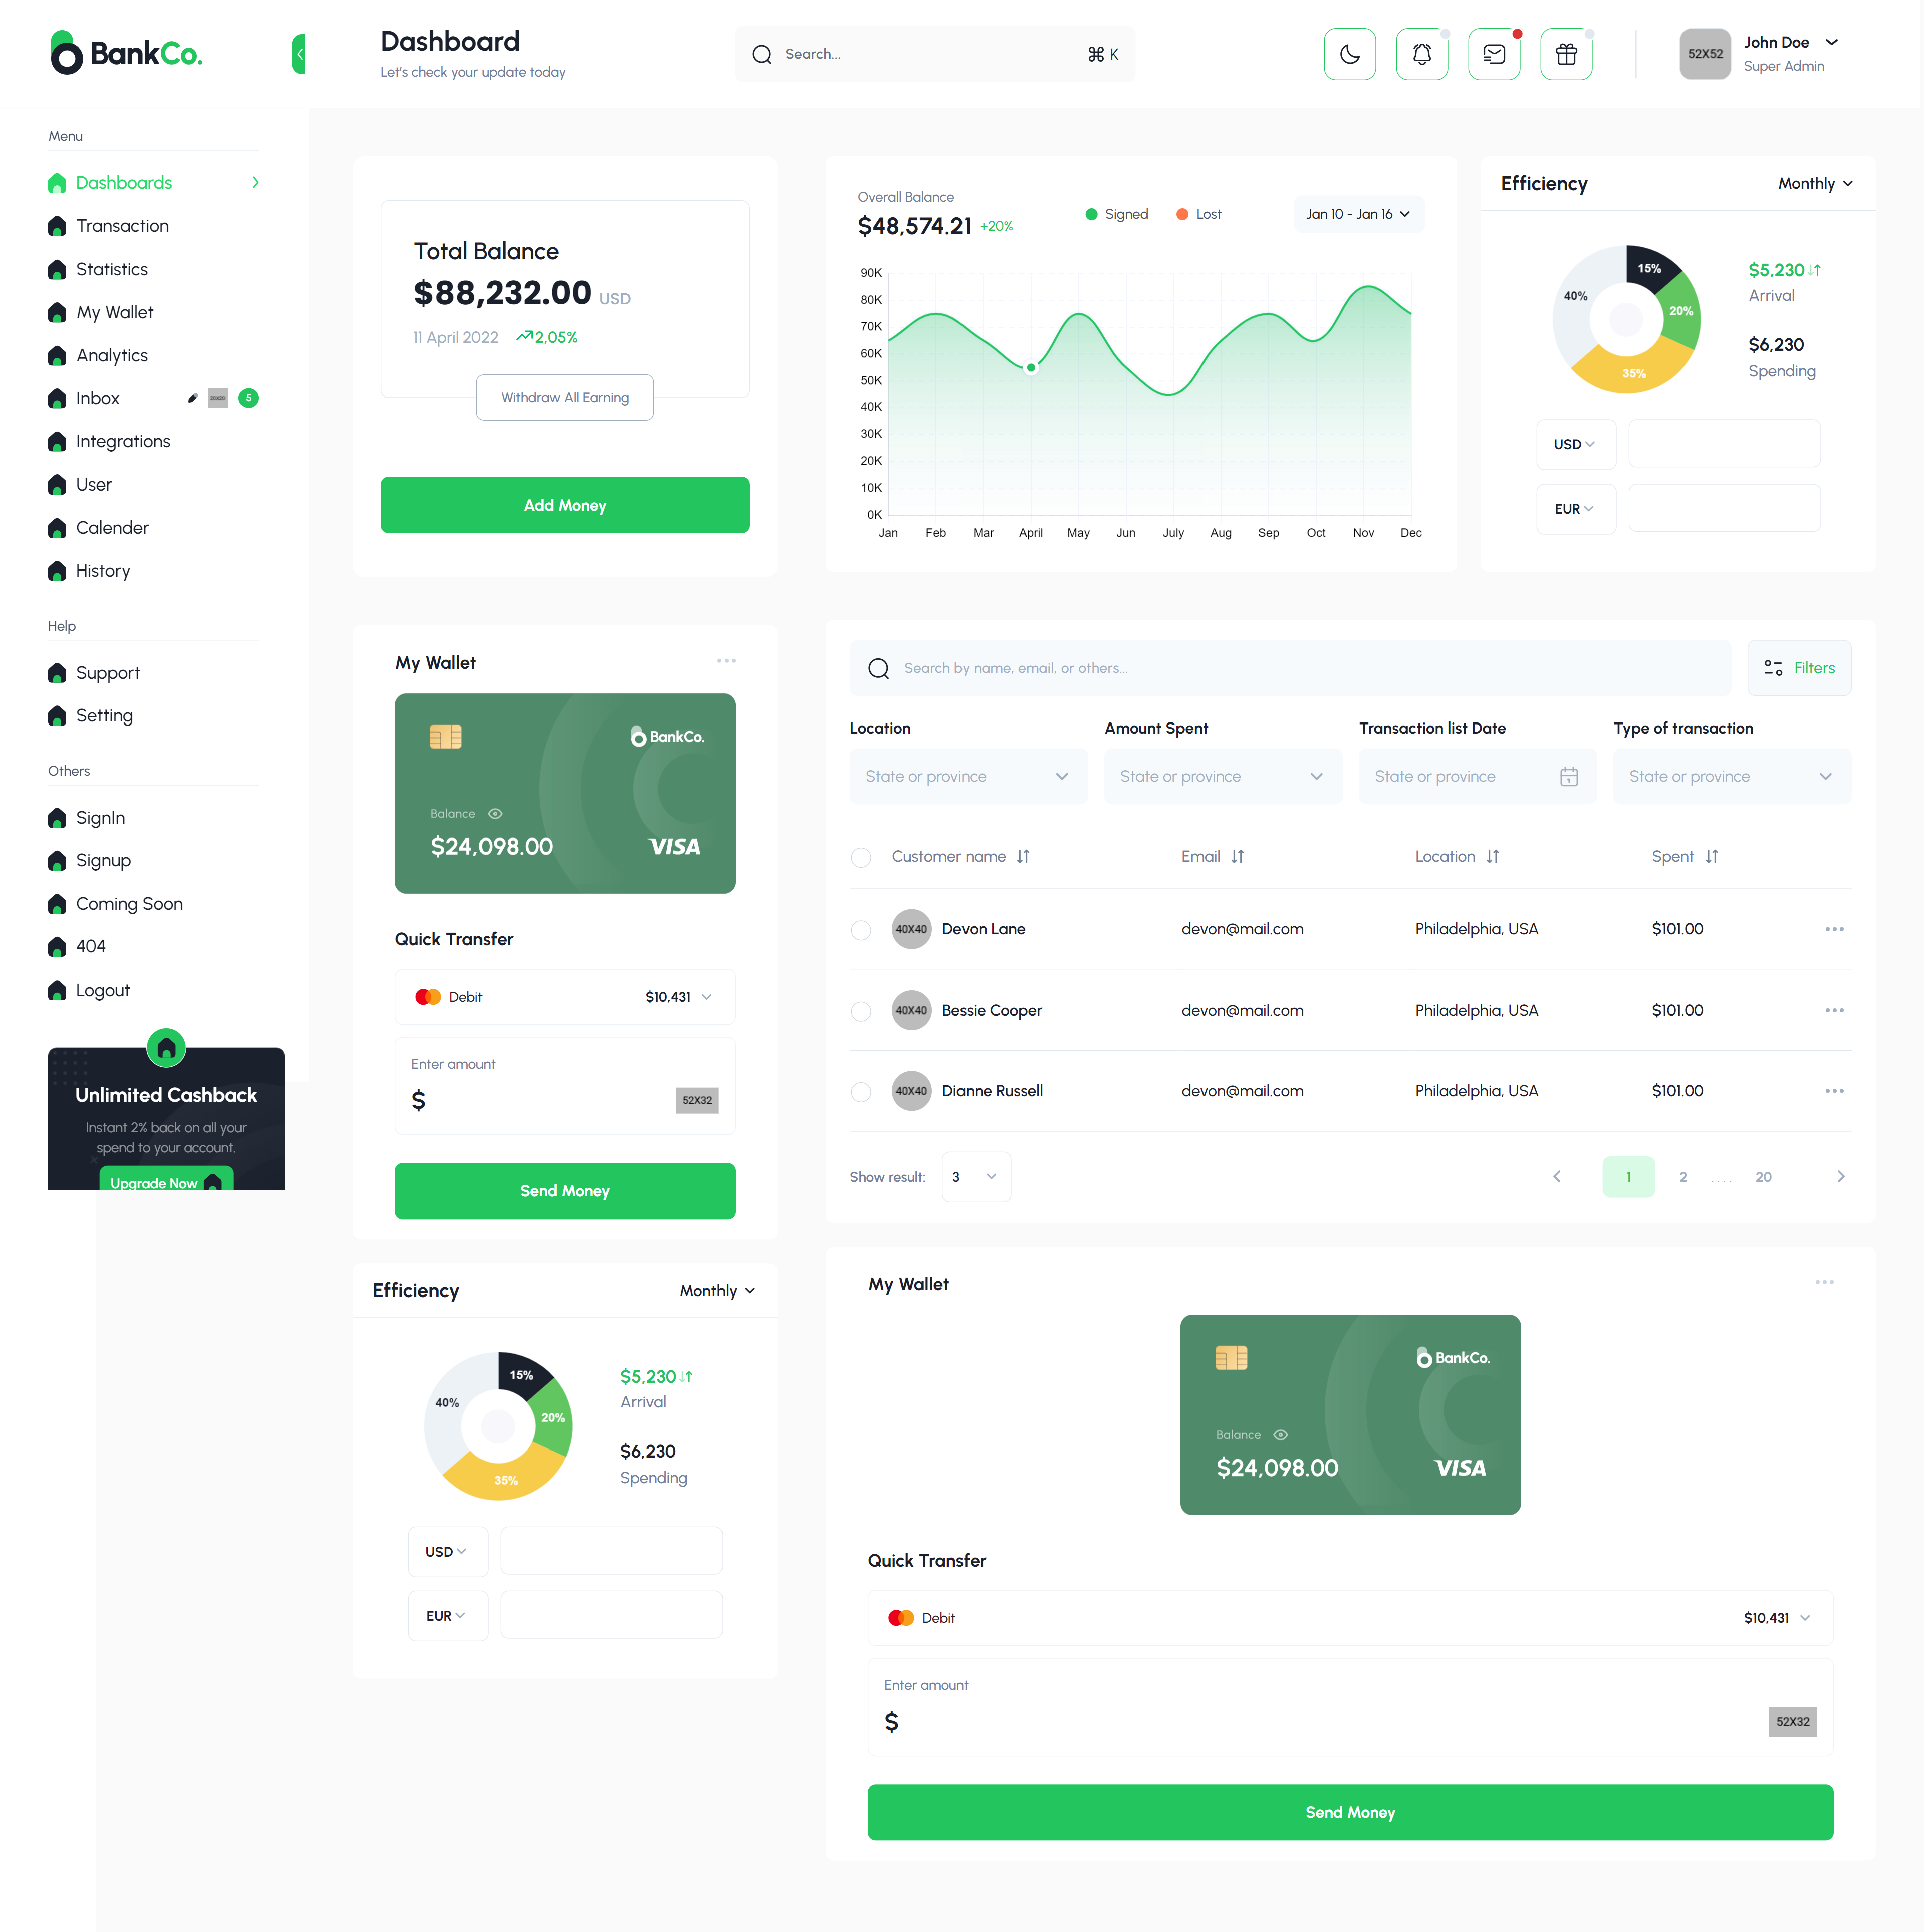 BankCo.
Dashboard
Let's check your update today
Search...
⌘ K
52X52
John Doe
Super Admin
Menu
Dashboards
Transaction
Statistics
My Wallet
Analytics
Inbox
5
Integrations
User
Calender
History
Help
Support
Setting
Others
SignIn
Signup
Coming Soon
404
Logout
Unlimited Cashback
Instant 2% back on all your
spend to your account.
Upgrade Now
Total Balance
$88,232.00 USD
11 April 2022 2,05%
Withdraw All Earning
Add Money
Overall Balance
$48,574.21 +20%
Signed
Lost
Jan 10 - Jan 16
90K
80K
70K
60K
50K
40K
30K
20K
10K
0K
Jan Feb Mar April May Jun July Aug Sep Oct Nov Dec
Efficiency
Monthly
15%
20%
35%
40%
$5,230
Arrival
$6,230
Spending
USD
EUR
My Wallet
BankCo.
Balance
$24,098.00
VISA
Quick Transfer
Debit
$10,431
Enter amount
$
52X32
Send Money
Search by name, email, or others...
Filters
Location Amount Spent Transaction list Date Type of transaction
State or province State or province State or province State or province
1
Customer name Email Location Spent
40X40 Devon Lane devon@mail.com Philadelphia, USA $101.00
40X40 Bessie Cooper devon@mail.com Philadelphia, USA $101.00
40X40 Dianne Russell devon@mail.com Philadelphia, USA $101.00
Show result: 3
1 2 .... 20
Efficiency
Monthly
15%
20%
35%
40%
$5,230
Arrival
$6,230
Spending
USD
EUR
My Wallet
BankCo.
Balance
$24,098.00
VISA
Quick Transfer
Debit
$10,431
Enter amount
$
52X32
Send Money